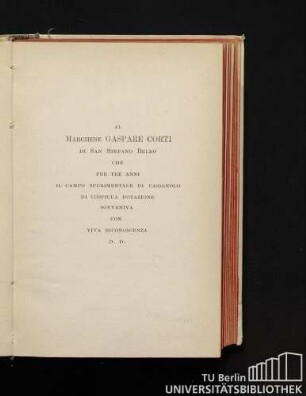 AL
MARCHESE GASPARE CORTI
DI SAN STEFANO BELBO
CHE
PER TRE ANNI
IL CAMPO SPERIMENTALE DI
DI COSPICUA DOTAZIONE
SOVVENIVA
CON
VIVA RICONOSCENZA
D. D.
TU Berlin
UNIVERSITÄTSBIBLIOTHEK